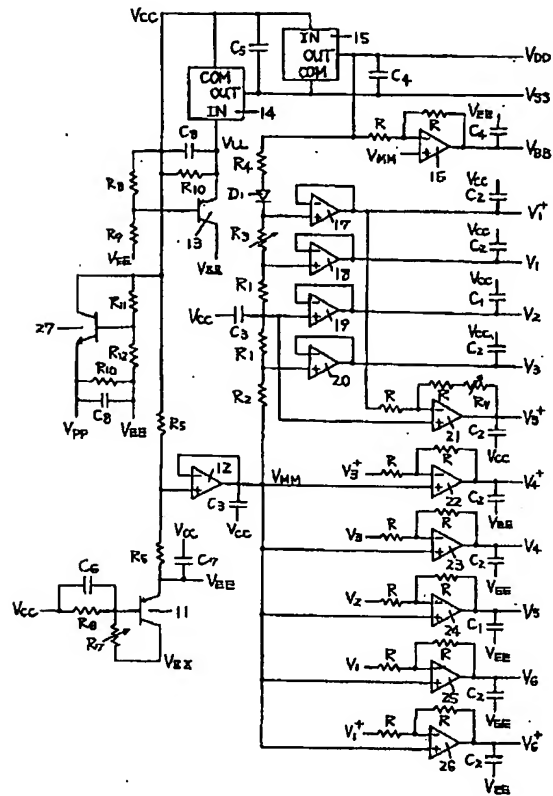 VCC
IN
15
OUT
COM
C5
C4
VDD
VSS
COM
OUT
IN
14
R
R
VEE
C4
VBB
VMM
16
C8
VLL
R8
R10
R4
D1
13
R9
VEE
VEE
R3
17
VCC
C2
V1+
18
VCC
C2
V1
R11
27
R12
R10
C8
VPP
VEE
R1
VCC
C3
19
VCC
C1
V2
R1
20
VCC
C2
V3
R2
R5
R
R
RV
21
V3+
C2
VCC
12
VMM
C3
VCC
V3+
R
R
22
V4+
C2
VEE
R6
VCC
C7
VEE
V3
R
R
23
V4
C2
VEE
C6
VCC
R8
11
R17
VEX
V2
R
R
24
V5
C1
VEE
V1
R
R
25
V6
C2
VEE
V1+
R
R
26
V6+
C2
VEE